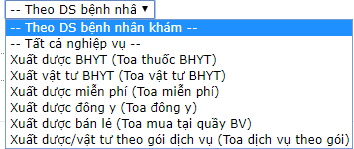 -- Theo DS bệnh nhâ
-- Theo DS bệnh nhân khám --
-- Tất cả nghiệp vụ --
Xuất dược BHYT (Toa thuốc BHYT)
Xuất vật tư BHYT (Toa vật tư BHYT)
Xuất dược miễn phí (Toa miễn phí)
Xuất dược đông y (Toa đông y)
Xuất dược bán lẻ (Toa mua tại quầy BV)
Xuất dược/vật tư theo gói dịch vụ (Toa dịch vụ theo gói)